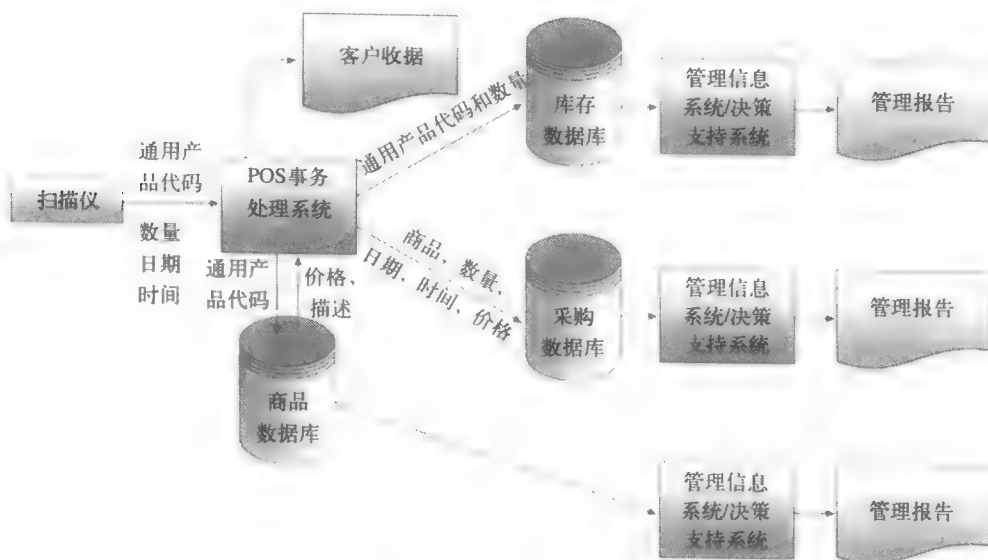 客户收据
通用产品代码和数量
库存
数据库
管理信息
系统/决策
支持系统
管理报告
通用产
品代码
扫描仪
数量
日期
时间
POS事务
处理系统
通用产
品代码
价格、
描述
商品、数量、
日期、时间、价格
采购
数据库
管理信息
系统/决策
支持系统
管理报告
商品
数据库
管理信息
系统/决策
支持系统
管理报告